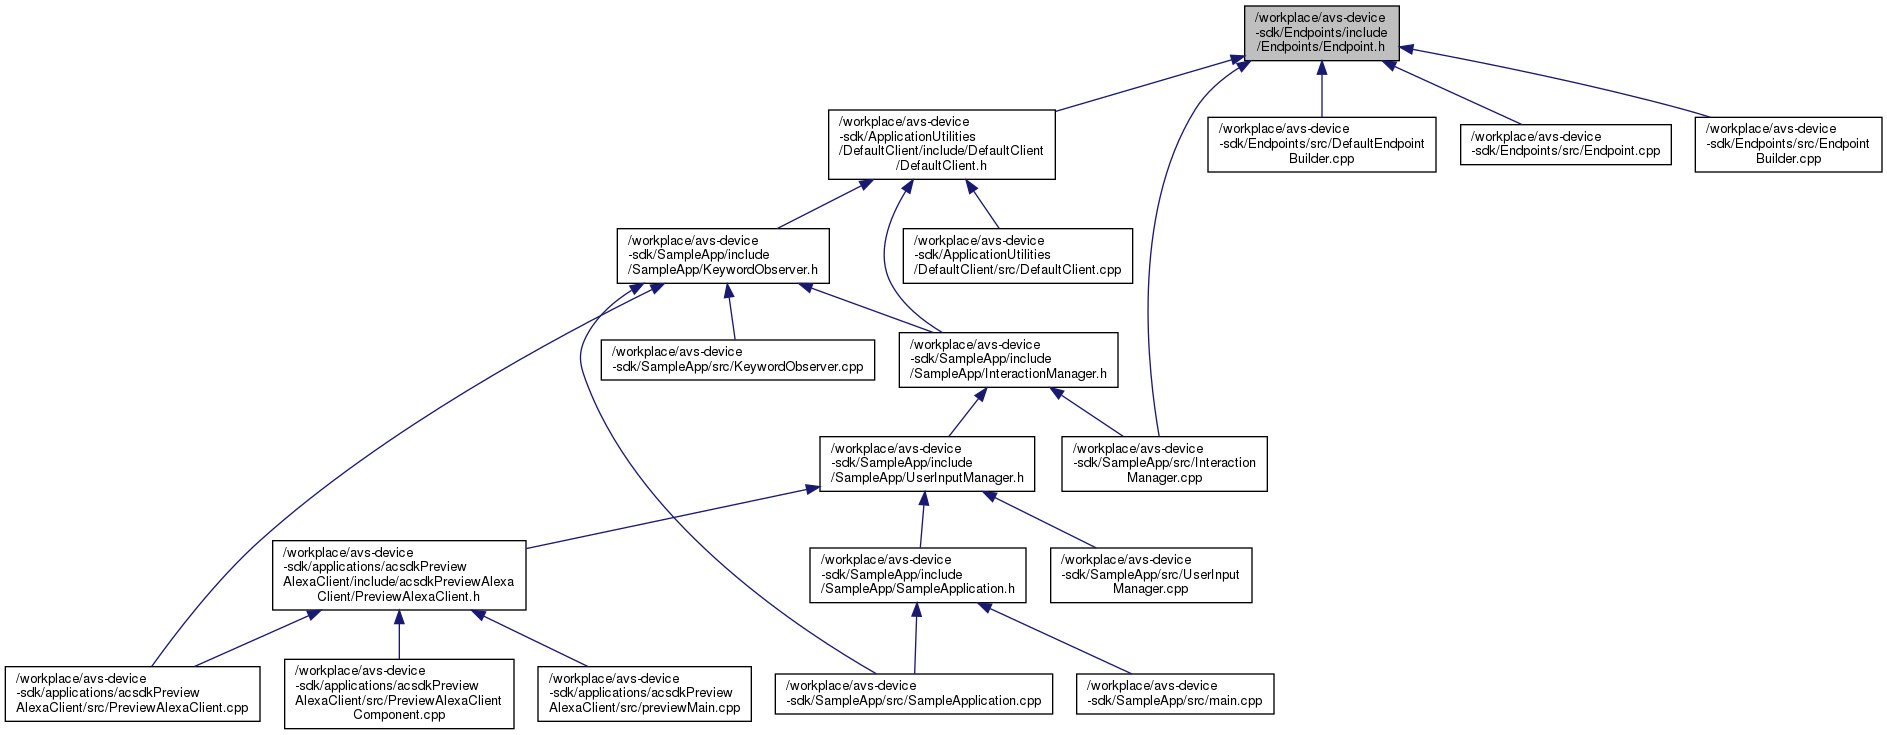 /workplace/avs-device
-sdk/Endpoints/include
/Endpoints/Endpoint.h
/workplace/avs-device
-sdk/ApplicationUtilities
/DefaultClient/include/DefaultClient
/DefaultClient.h
/workplace/avs-device
-sdk/Endpoints/src/DefaultEndpoint
Builder.cpp
/workplace/avs-device
-sdk/Endpoints/src/Endpoint.cpp
/workplace/avs-device
-sdk/Endpoints/src/Endpoint
Builder.cpp
/workplace/avs-device
-sdk/SampleApp/include
/SampleApp/KeywordObserver.h
/workplace/avs-device
-sdk/ApplicationUtilities
/DefaultClient/src/DefaultClient.cpp
/workplace/avs-device
-sdk/SampleApp/src/KeywordObserver.cpp
/workplace/avs-device
-sdk/SampleApp/include
/SampleApp/InteractionManager.h
/workplace/avs-device
-sdk/SampleApp/include
/SampleApp/UserInputManager.h
/workplace/avs-device
-sdk/SampleApp/src/Interaction
Manager.cpp
/workplace/avs-device
-sdk/applications/acsdkPreview
AlexaClient/include/acsdkPreviewAlexa
Client/PreviewAlexaClient.h
/workplace/avs-device
-sdk/SampleApp/include
/SampleApp/SampleApplication.h
/workplace/avs-device
-sdk/SampleApp/src/UserInput
Manager.cpp
/workplace/avs-device
-sdk/applications/acsdkPreview
AlexaClient/src/PreviewAlexaClient.cpp
/workplace/avs-device
-sdk/applications/acsdkPreview
AlexaClient/src/PreviewAlexaClient
Component.cpp
/workplace/avs-device
-sdk/applications/acsdkPreview
AlexaClient/src/previewMain.cpp
/workplace/avs-device
-sdk/SampleApp/src/SampleApplication.cpp
/workplace/avs-device
-sdk/SampleApp/src/main.cpp